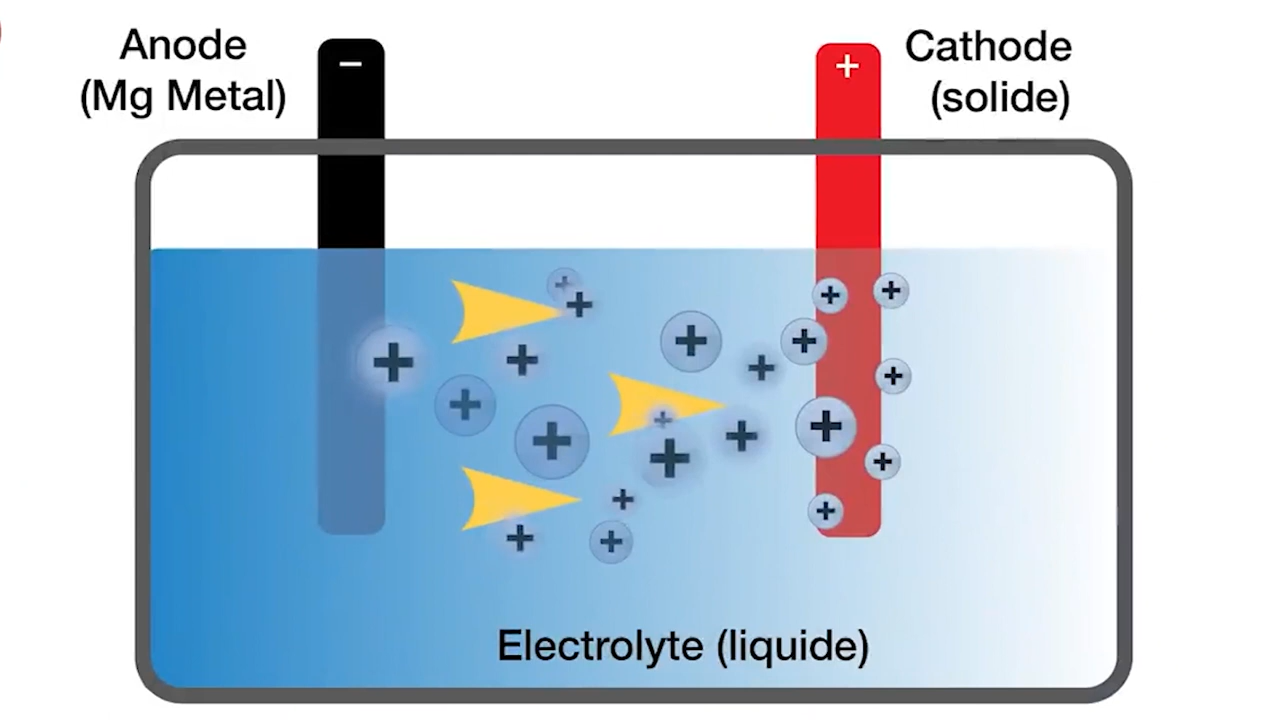 Anode
(Mg Metal)
−
+
Cathode
(solide)
+ + + + + + + + + + + + + + + + + + + + +
Electrolyte (liquide)